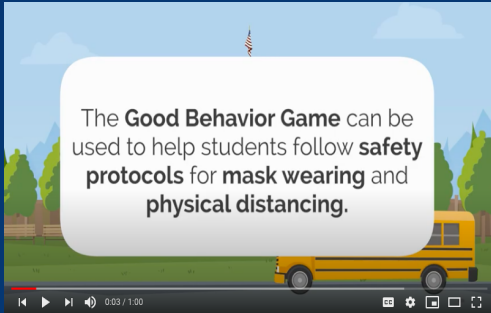 The Good Behavior Game can be
used to help students follow safety
protocols for mask wearing and
physical distancing.
0:03 / 1:00
CC